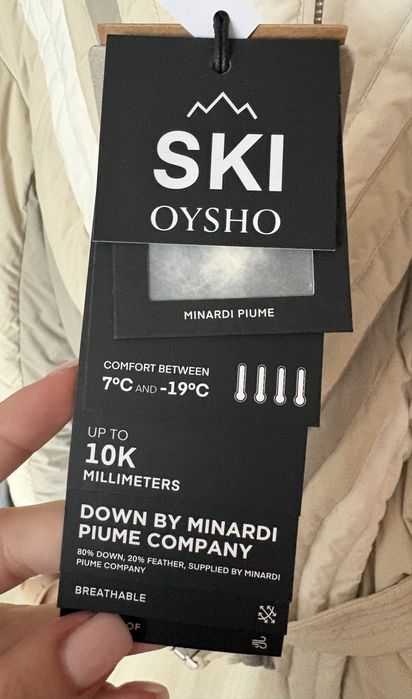 SKI
OYSHO
MINARDI PIUME
COMFORT BETWEEN
7ºC AND -19ºC
UP TO
10K
MILLIMETERS
DOWN BY MINARDI
PIUME COMPANY
80% DOWN, 20% FEATHER, SUPPLIED BY MINARDI
PIUME COMPANY
BREATHABLE